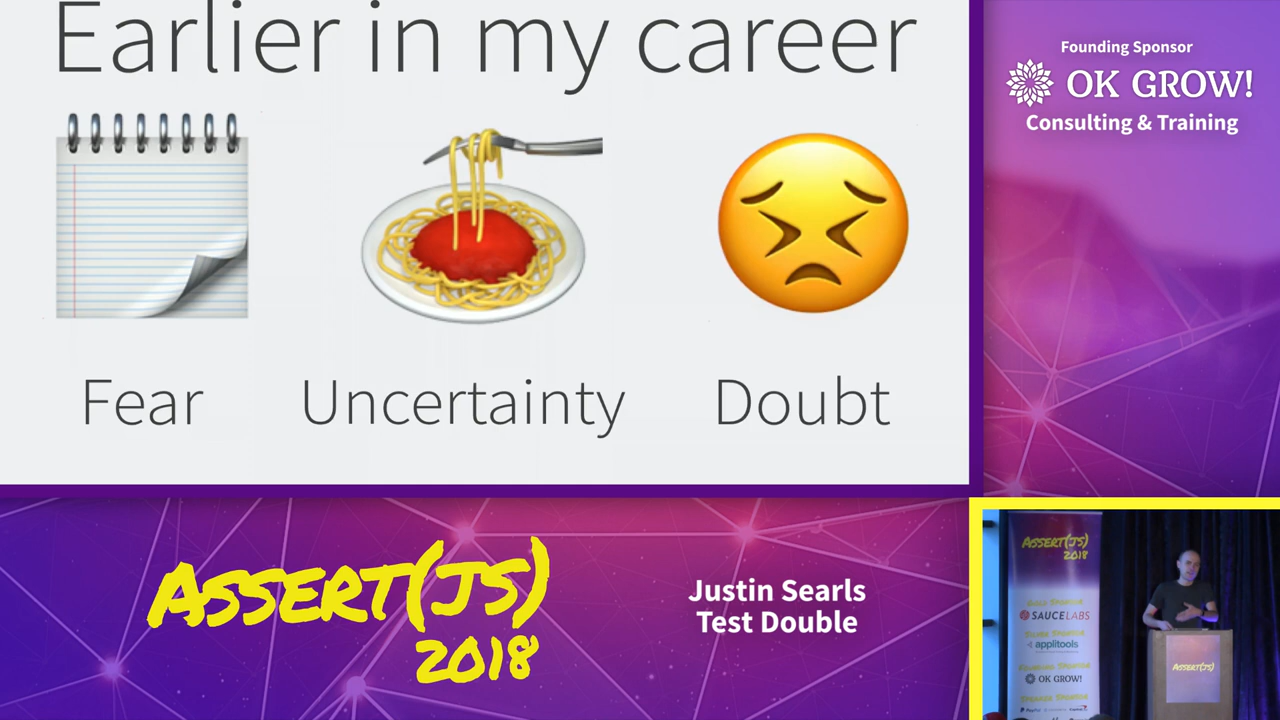 Earlier in my career
Fear
Uncertainty
Doubt
Founding Sponsor
OK GROW!
Consulting & Training
ASSERT(JS)
2018
Justin Searls
Test Double
ASSERT(JS)
2018
SAUCELABS
applitools
OK GROW!
PayPal
ASSERT(JS)